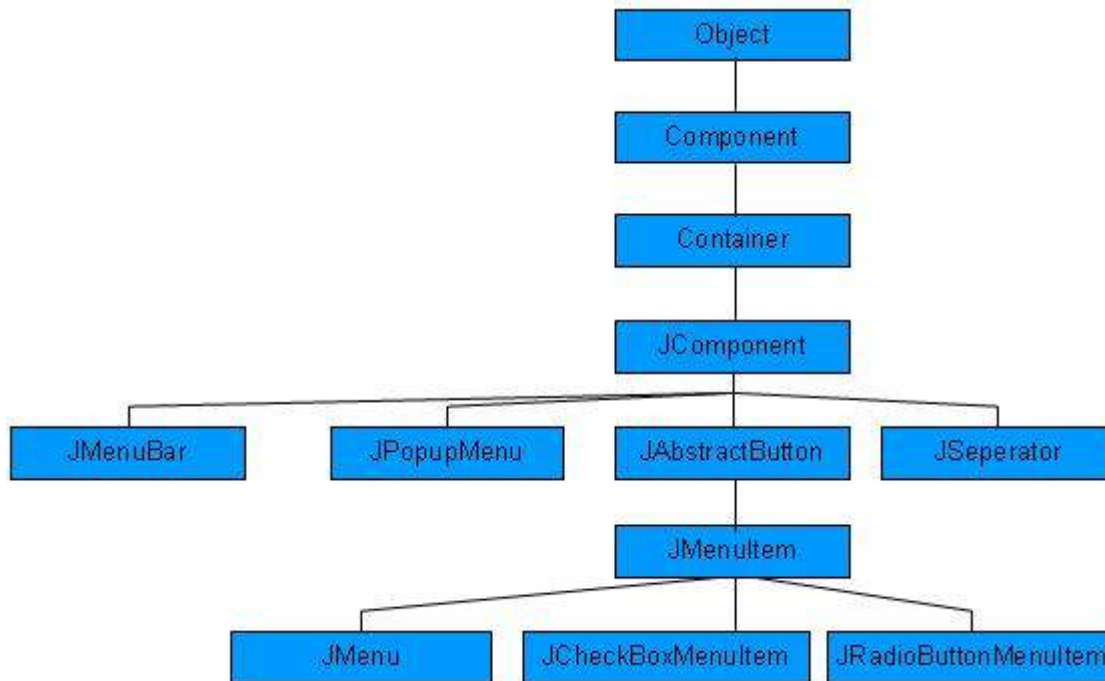 Object
Component
Container
JComponent
JMenuBar
JPopupMenu
JAbstractButton
JSeperator
JMenuItem
JMenu
JCheckBoxMenuItem
JRadioButtonMenuItem